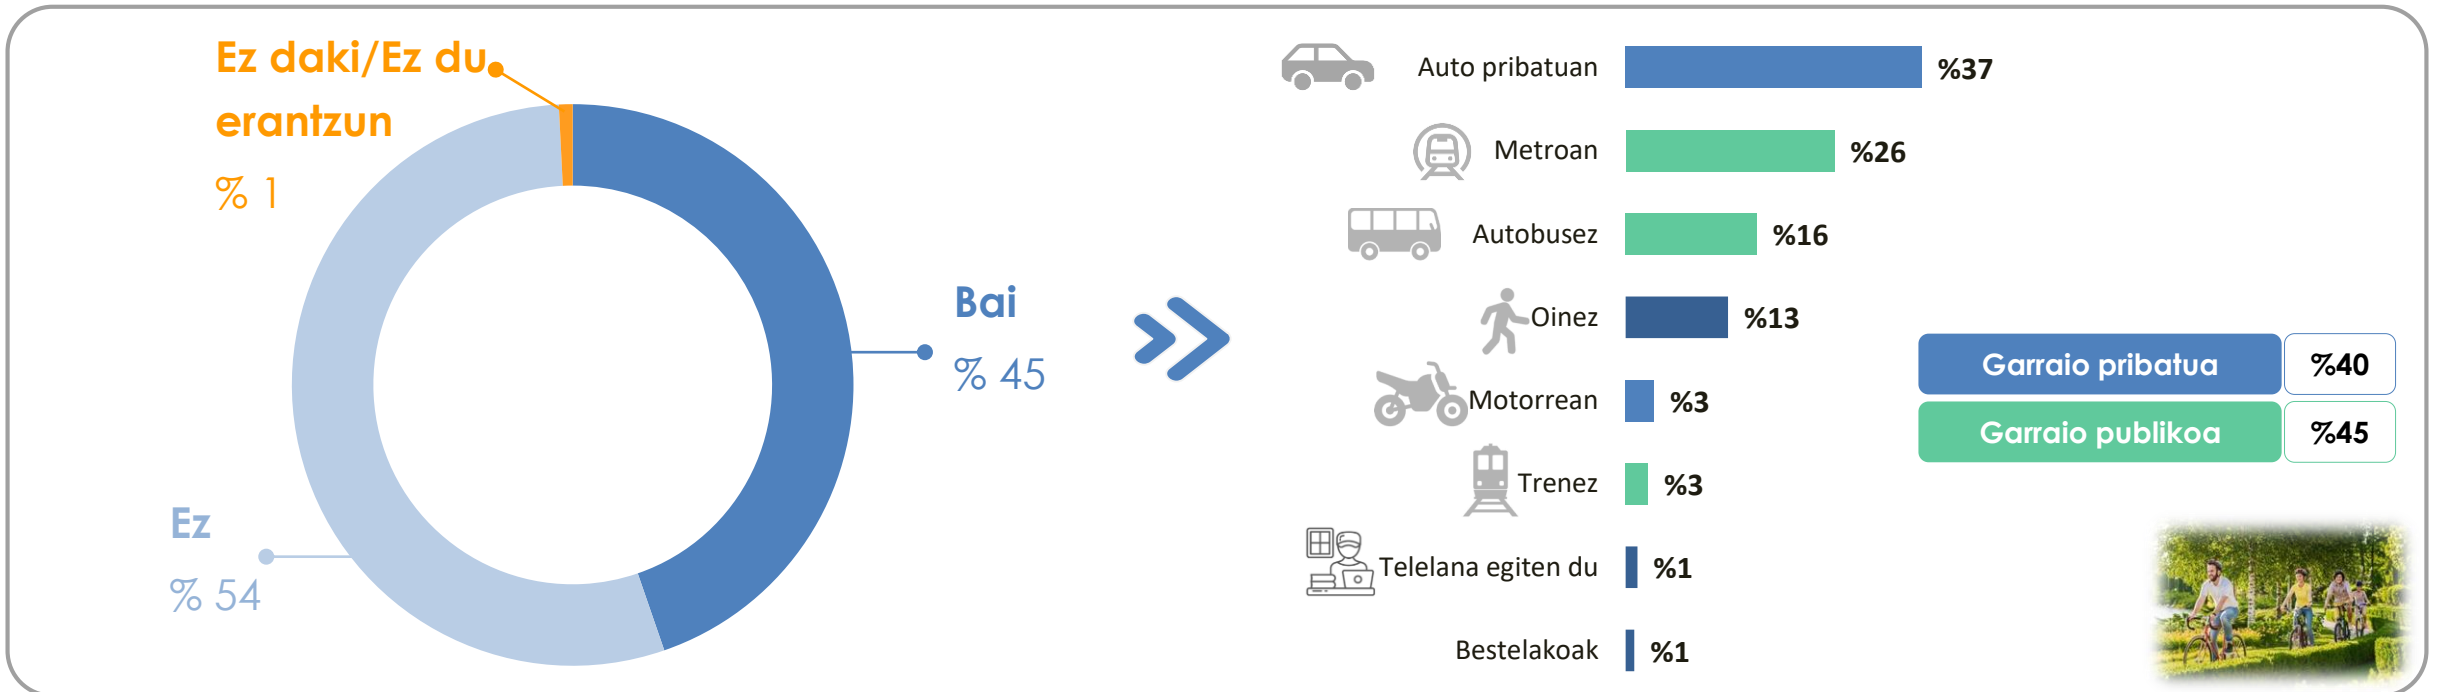 Ez daki/Ez du
erantzun
% 1
Bai
% 45
Ez
% 54
Auto pribatuan %37
Metroan %26
Autobusez %16
Oinez %13
Motorrean %3
Trenez %3
Telelana egiten du %1
Bestelakoak %1
Garraio pribatua %40
Garraio publikoa %45